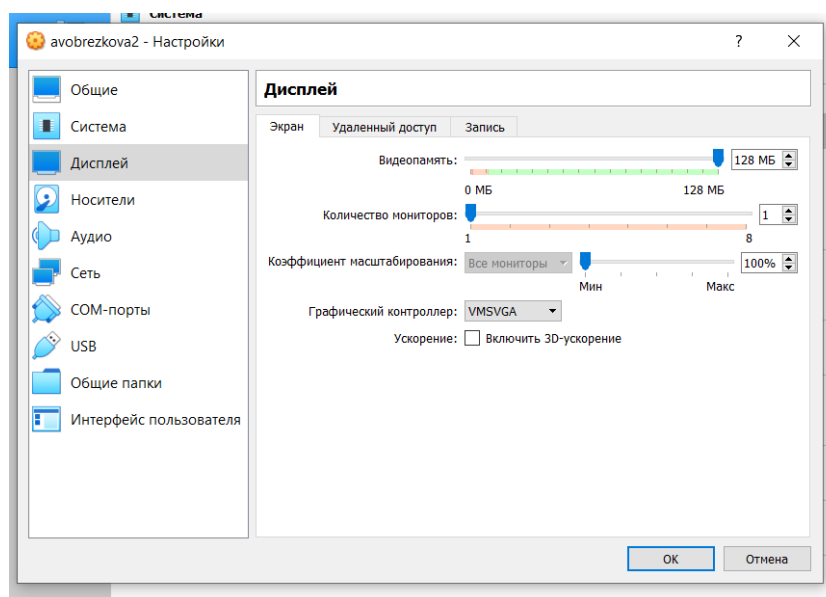 Система
avobrezkova2 - Настройки
?
Общие
Система
Дисплей
Носители
Аудио
Сеть
COM-порты
USB
Общие папки
Интерфейс пользователя
Дисплей
Экран Удаленный доступ Запись
Видеопамять: 128 МБ
0 МБ 128 МБ
Количество мониторов: 1
1 8
Коэффициент масштабирования: Все мониторы 100%
Мин Макс
Графический контроллер: VMSVGA
Ускорение: Включить 3D-ускорение
ОК Отмена